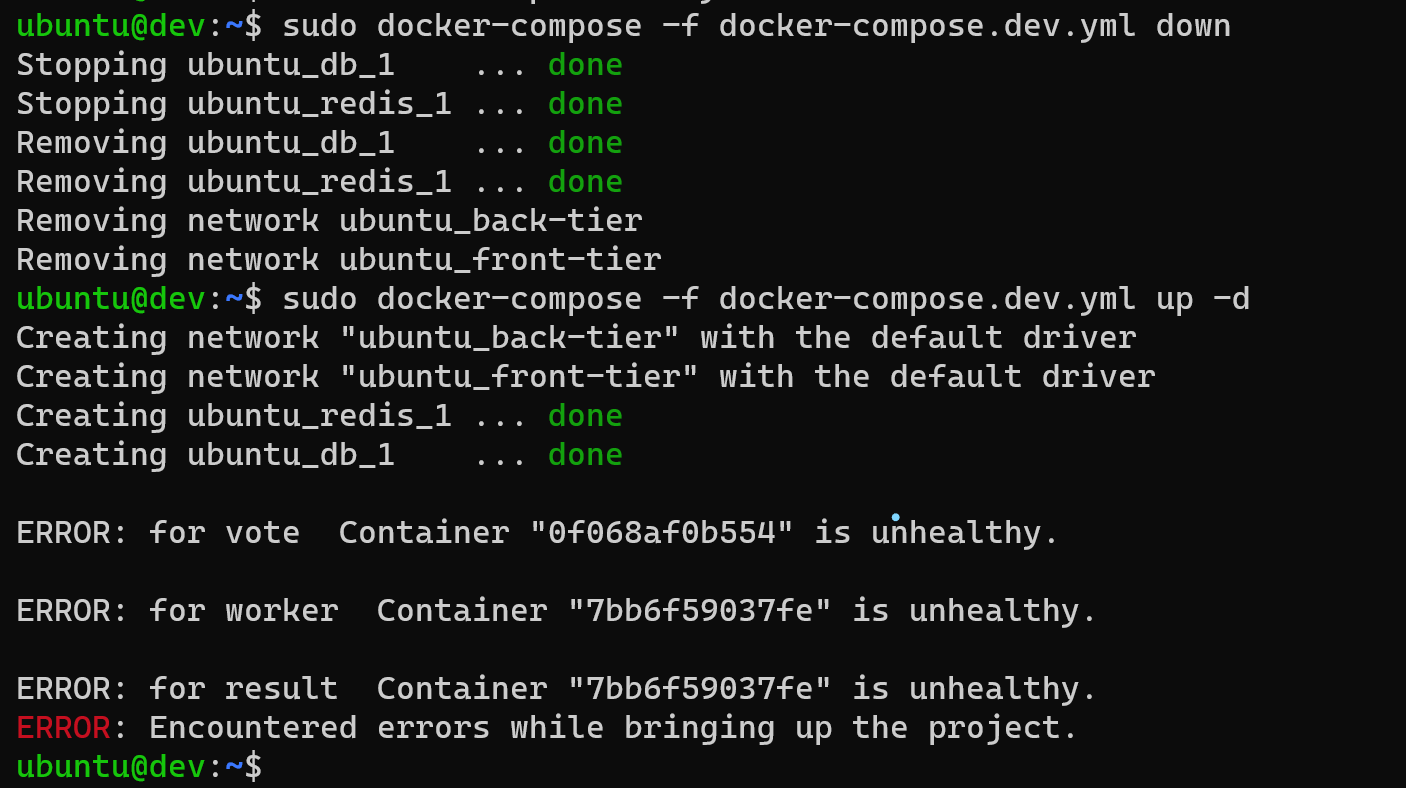 ubuntu@dev:~$ sudo docker-compose -f docker-compose.dev.yml down
Stopping ubuntu_db_1    ... done
Stopping ubuntu_redis_1 ... done
Removing ubuntu_db_1    ... done
Removing ubuntu_redis_1 ... done
Removing network ubuntu_back-tier
Removing network ubuntu_front-tier
ubuntu@dev:~$ sudo docker-compose -f docker-compose.dev.yml up -d
Creating network "ubuntu_back-tier" with the default driver
Creating network "ubuntu_front-tier" with the default driver
Creating ubuntu_redis_1 ... done
Creating ubuntu_db_1    ... done
ERROR: for vote  Container "0f068af0b554" is unhealthy.
ERROR: for worker  Container "7bb6f59037fe" is unhealthy.
ERROR: for result  Container "7bb6f59037fe" is unhealthy.
ERROR: Encountered errors while bringing up the project.
ubuntu@dev:~$